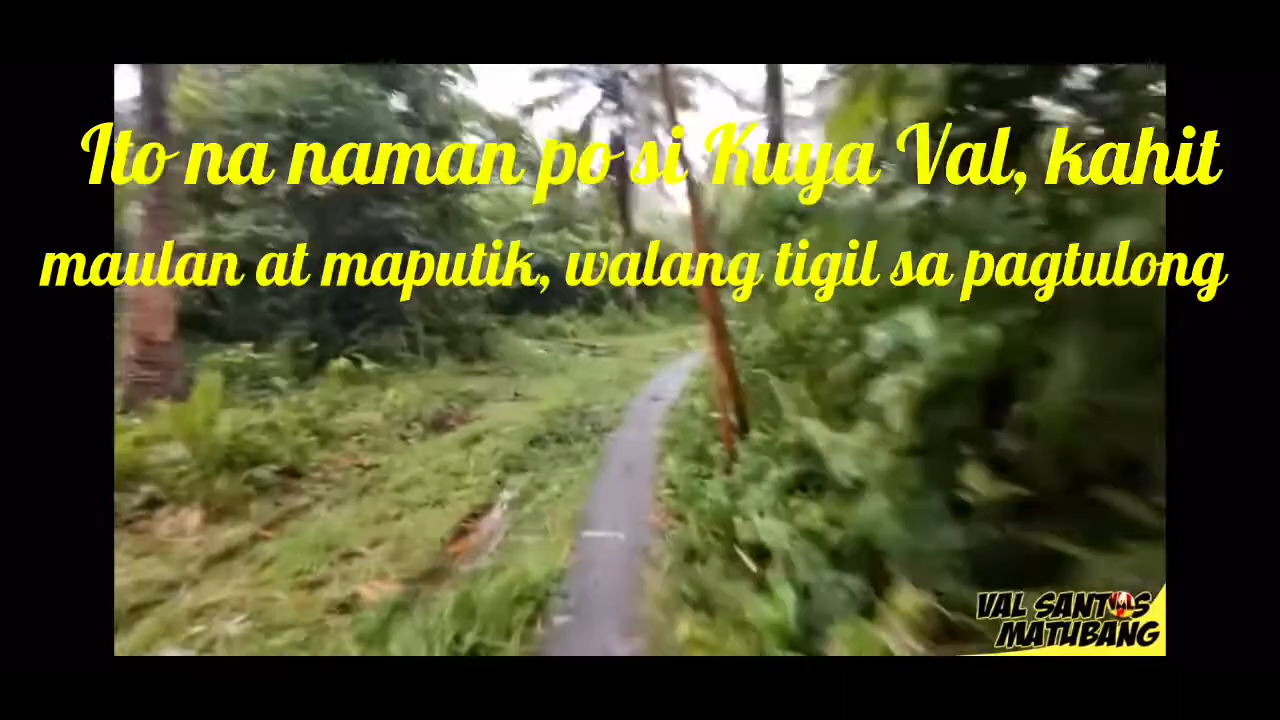 Ito na naman po si Kuya Val, kahit
maulan at maputik, walang tigil sa pagtulong
VAL SANTOS
MATUBANG